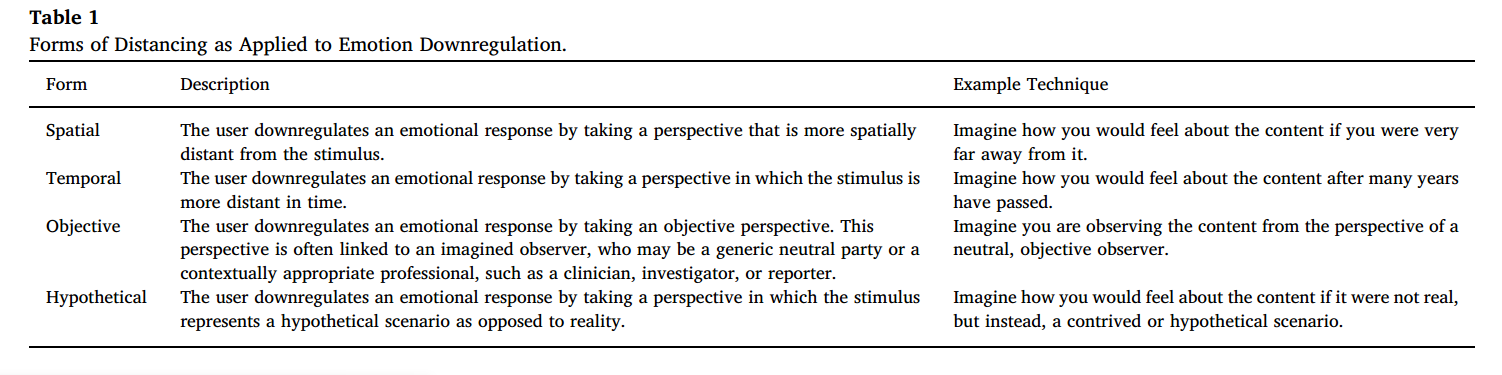 Table 1
Forms of Distancing as Applied to Emotion Downregulation.
Form Description Example Technique
Spatial The user downregulates an emotional response by taking a perspective that is more spatially Imagine how you would feel about the content if you were very
distant from the stimulus. far away from it.
Temporal The user downregulates an emotional response by taking a perspective in which the stimulus is Imagine how you would feel about the content after many years
more distant in time. have passed.
Objective The user downregulates an emotional response by taking an objective perspective. This Imagine you are observing the content from the perspective of a
perspective is often linked to an imagined observer, who may be a generic neutral party or a neutral, objective observer.
contextually appropriate professional, such as a clinician, investigator, or reporter.
Hypothetical The user downregulates an emotional response by taking a perspective in which the stimulus Imagine how you would feel about the content if it were not real,
represents a hypothetical scenario as opposed to reality. but instead, a contrived or hypothetical scenario.